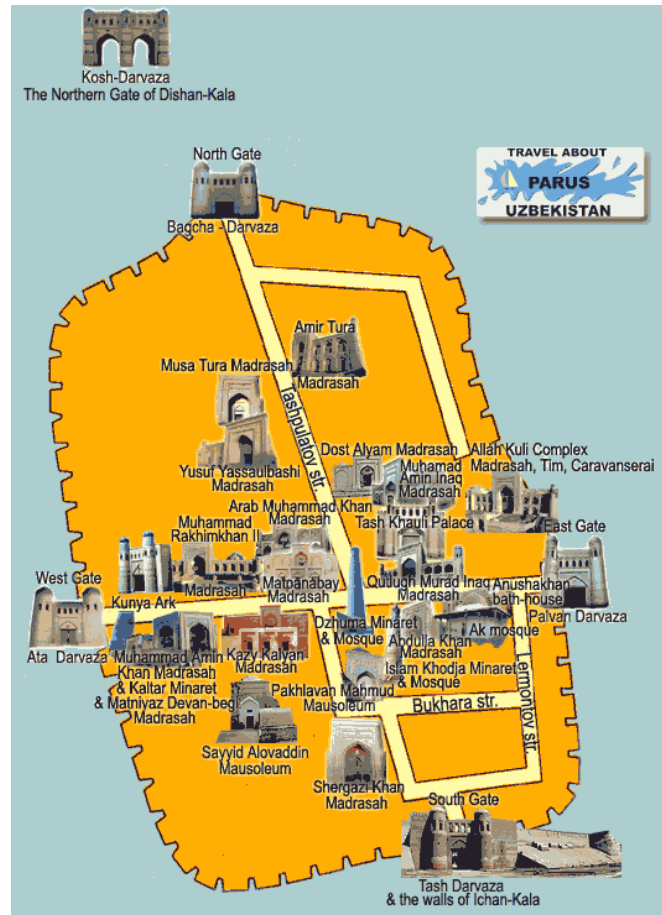 Kosh-Darvaza
The Northern Gate of Dishan-Kala
North Gate
Bagcha - Darvaza
TRAVEL ABOUT
PARUS
UZBEKISTAN
Amir Tura
Madrasah
Musa Tura Madrasah
Yusuf Yassaulbashi
Madrasah
Tashpulatov str.
Dost Alyam Madrasah
Muhamad
Amin Inaq
Madrasah
Allah Kuli Complex
Madrasah, Tim, Caravanserai
Arab Muhammad Khan
Madrasah
Tash Khauli Palace
East Gate
Palvan Darvaza
Muhammad
Rakhimkhan II
Madrasah
Matpanabay
Madrasah
Qutlugh Murad Inaq
Madrasah
Anushakhan
bath-house
West Gate
Ata Darvaza
Kunya Ark
Dzhuma Minaret
& Mosque
Abdulla Khan
Madrasah
Ak mosque
Muhammad Amin
Khan Madrasah
& Kaltar Minaret
& Matniyaz Devan-begi
Madrasah
Kazy Kalyan
Madrasah
Islam Khodja Minaret
& Mosque
Pakhlavan Mahmud
Mausoleum
Bukhara str.
Lermontov str.
Sayyid Alovaddin
Mausoleum
Shergazi Khan
Madrasah
South Gate
Tash Darvaza
& the walls of Ichan-Kala